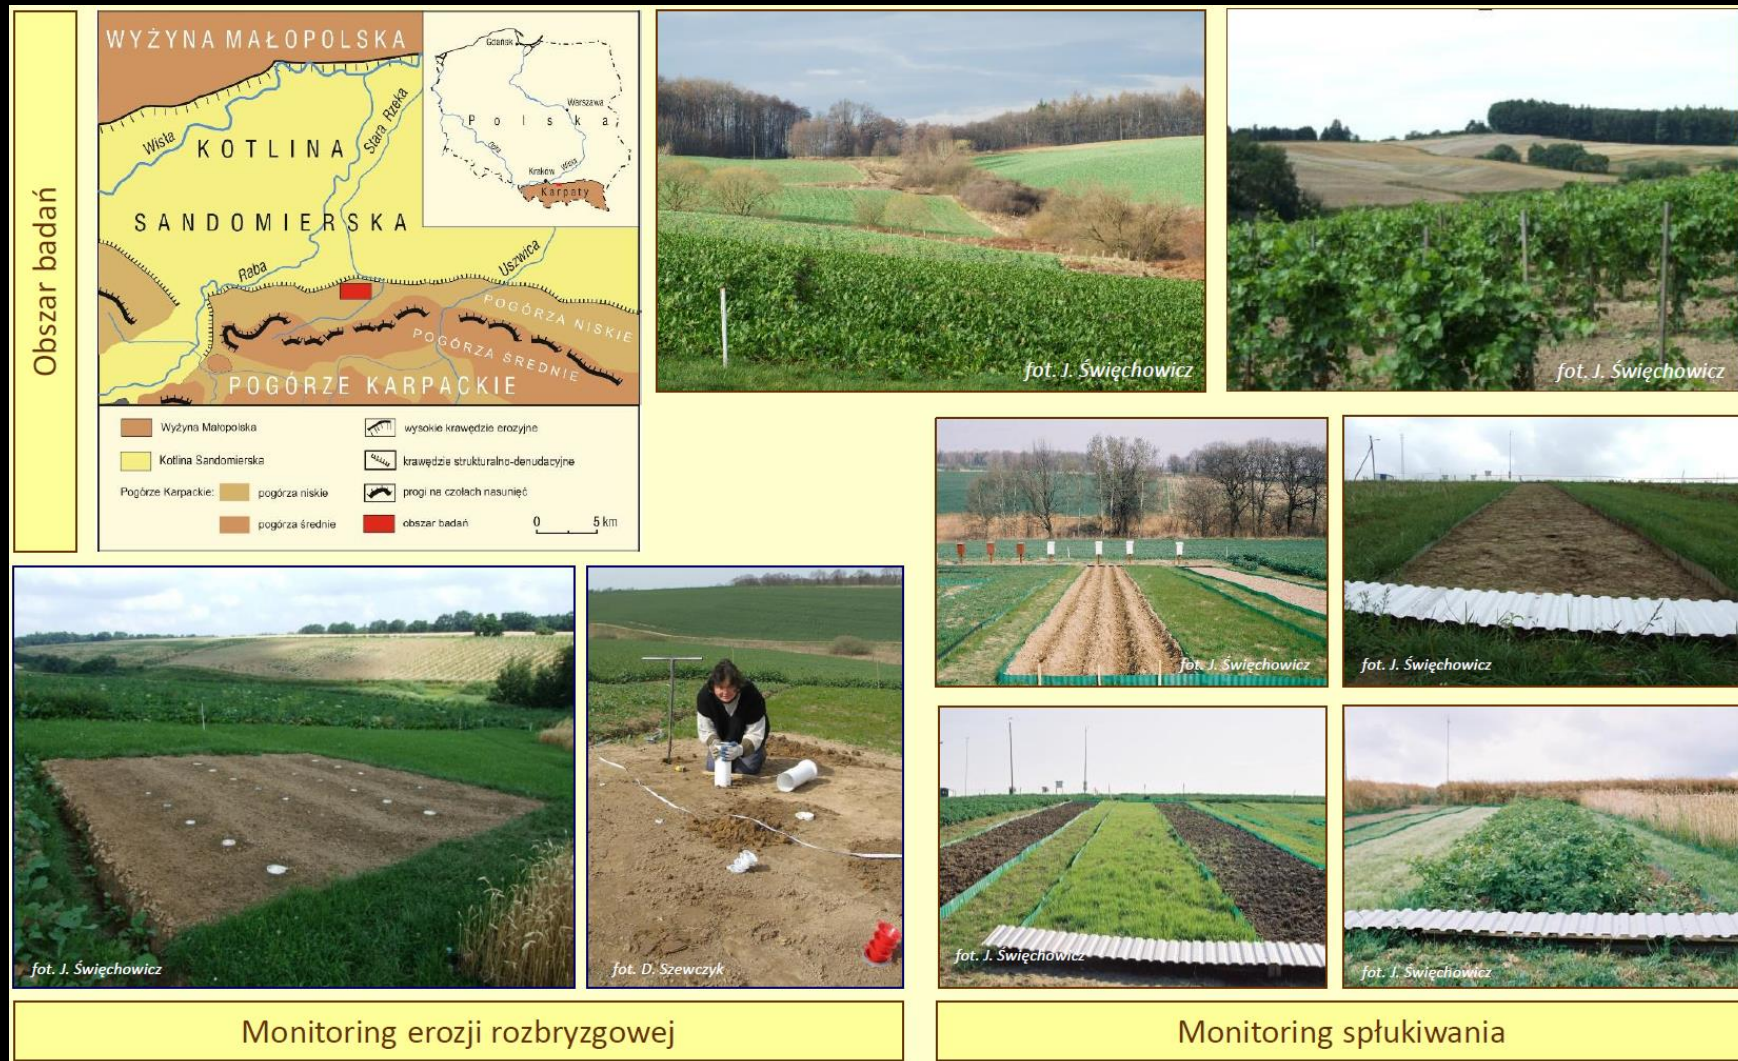 Obszar badań
WYŻYNA MAŁOPOLSKA
Wisła
KOTLINA
SANDOMIERSKA
Stara Rzeka
Raba
Uszwica
POGÓRZA NISKIE
POGÓRZA ŚREDNIE
POGÓRZE KARPACKIE
Gdańsk
Warszawa
Polska
Odra
Wisła
Kraków
Karpaty
Wyżyna Małopolska
Kotlina Sandomierska
Pogórze Karpackie:
pogórza niskie
pogórza średnie
wysokie krawędzie erozyjne
krawędzie strukturalno-denudacyjne
progi na czołach nasunięć
obszar badań
0 5 km
fot. J. Święchowicz
fot. J. Święchowicz
fot. J. Święchowicz
fot. J. Święchowicz
fot. J. Święchowicz
fot. D. Szewczyk
fot. J. Święchowicz
fot. J. Święchowicz
Monitoring erozji rozbryzgowej
Monitoring spłukiwania